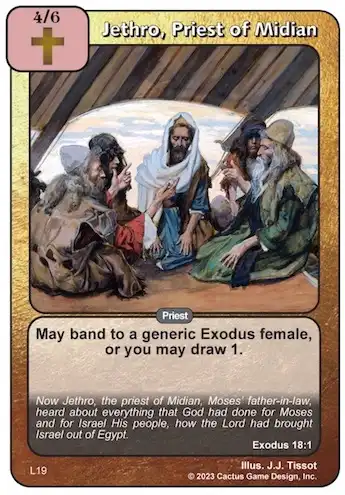 4/6
Jethro, Priest of Midian
Priest
May band to a generic Exodus female,
or you may draw 1.
Now Jethro, the priest of Midian, Moses' father-in-law,
heard about everything that God had done for Moses
and for Israel His people, how the Lord had brought
Israel out of Egypt.
Exodus 18:1
Illus. J.J. Tissot
L19
© 2023 Cactus Game Design, Inc.